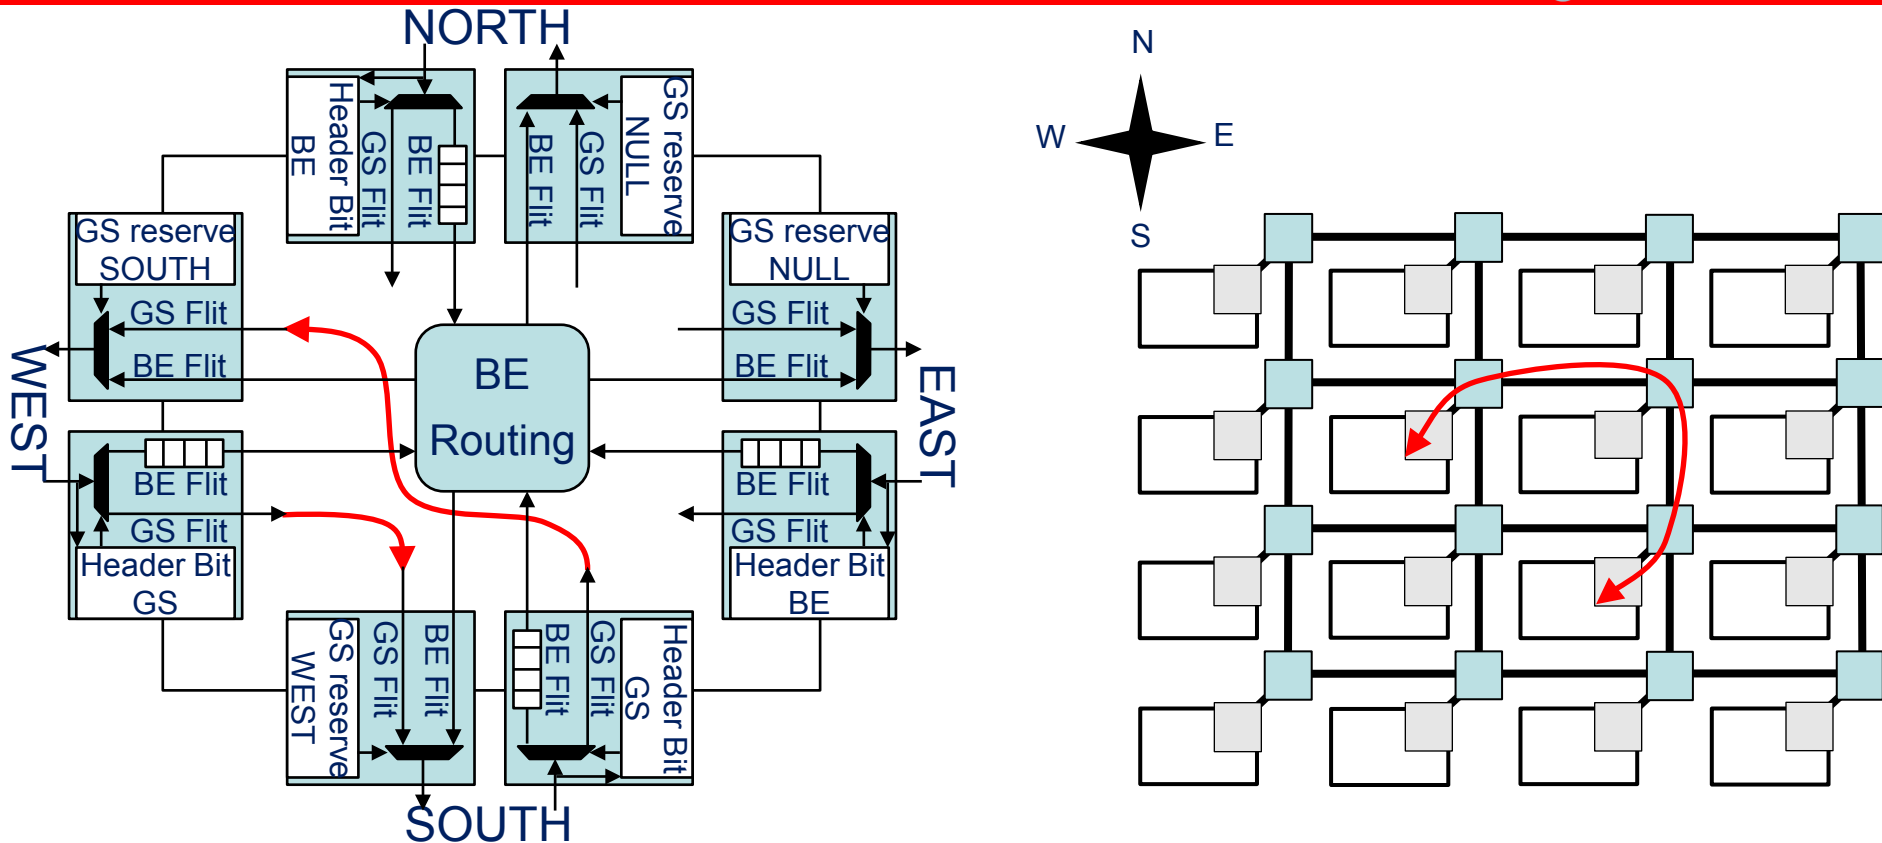 NORTH
Header Bit
BE
GS Flit
BE Flit
BE Flit
GS Flit
GS reserve
NULL
GS reserve
SOUTH
GS Flit
BE Flit
WEST
BE Flit
GS Flit
Header Bit
GS
BE
Routing
GS reserve
NULL
GS Flit
BE Flit
EAST
BE Flit
GS Flit
Header Bit
BE
GS reserve
WEST
GS Flit
BE Flit
BE Flit
GS Flit
Header Bit
GS
SOUTH
N
W
E
S